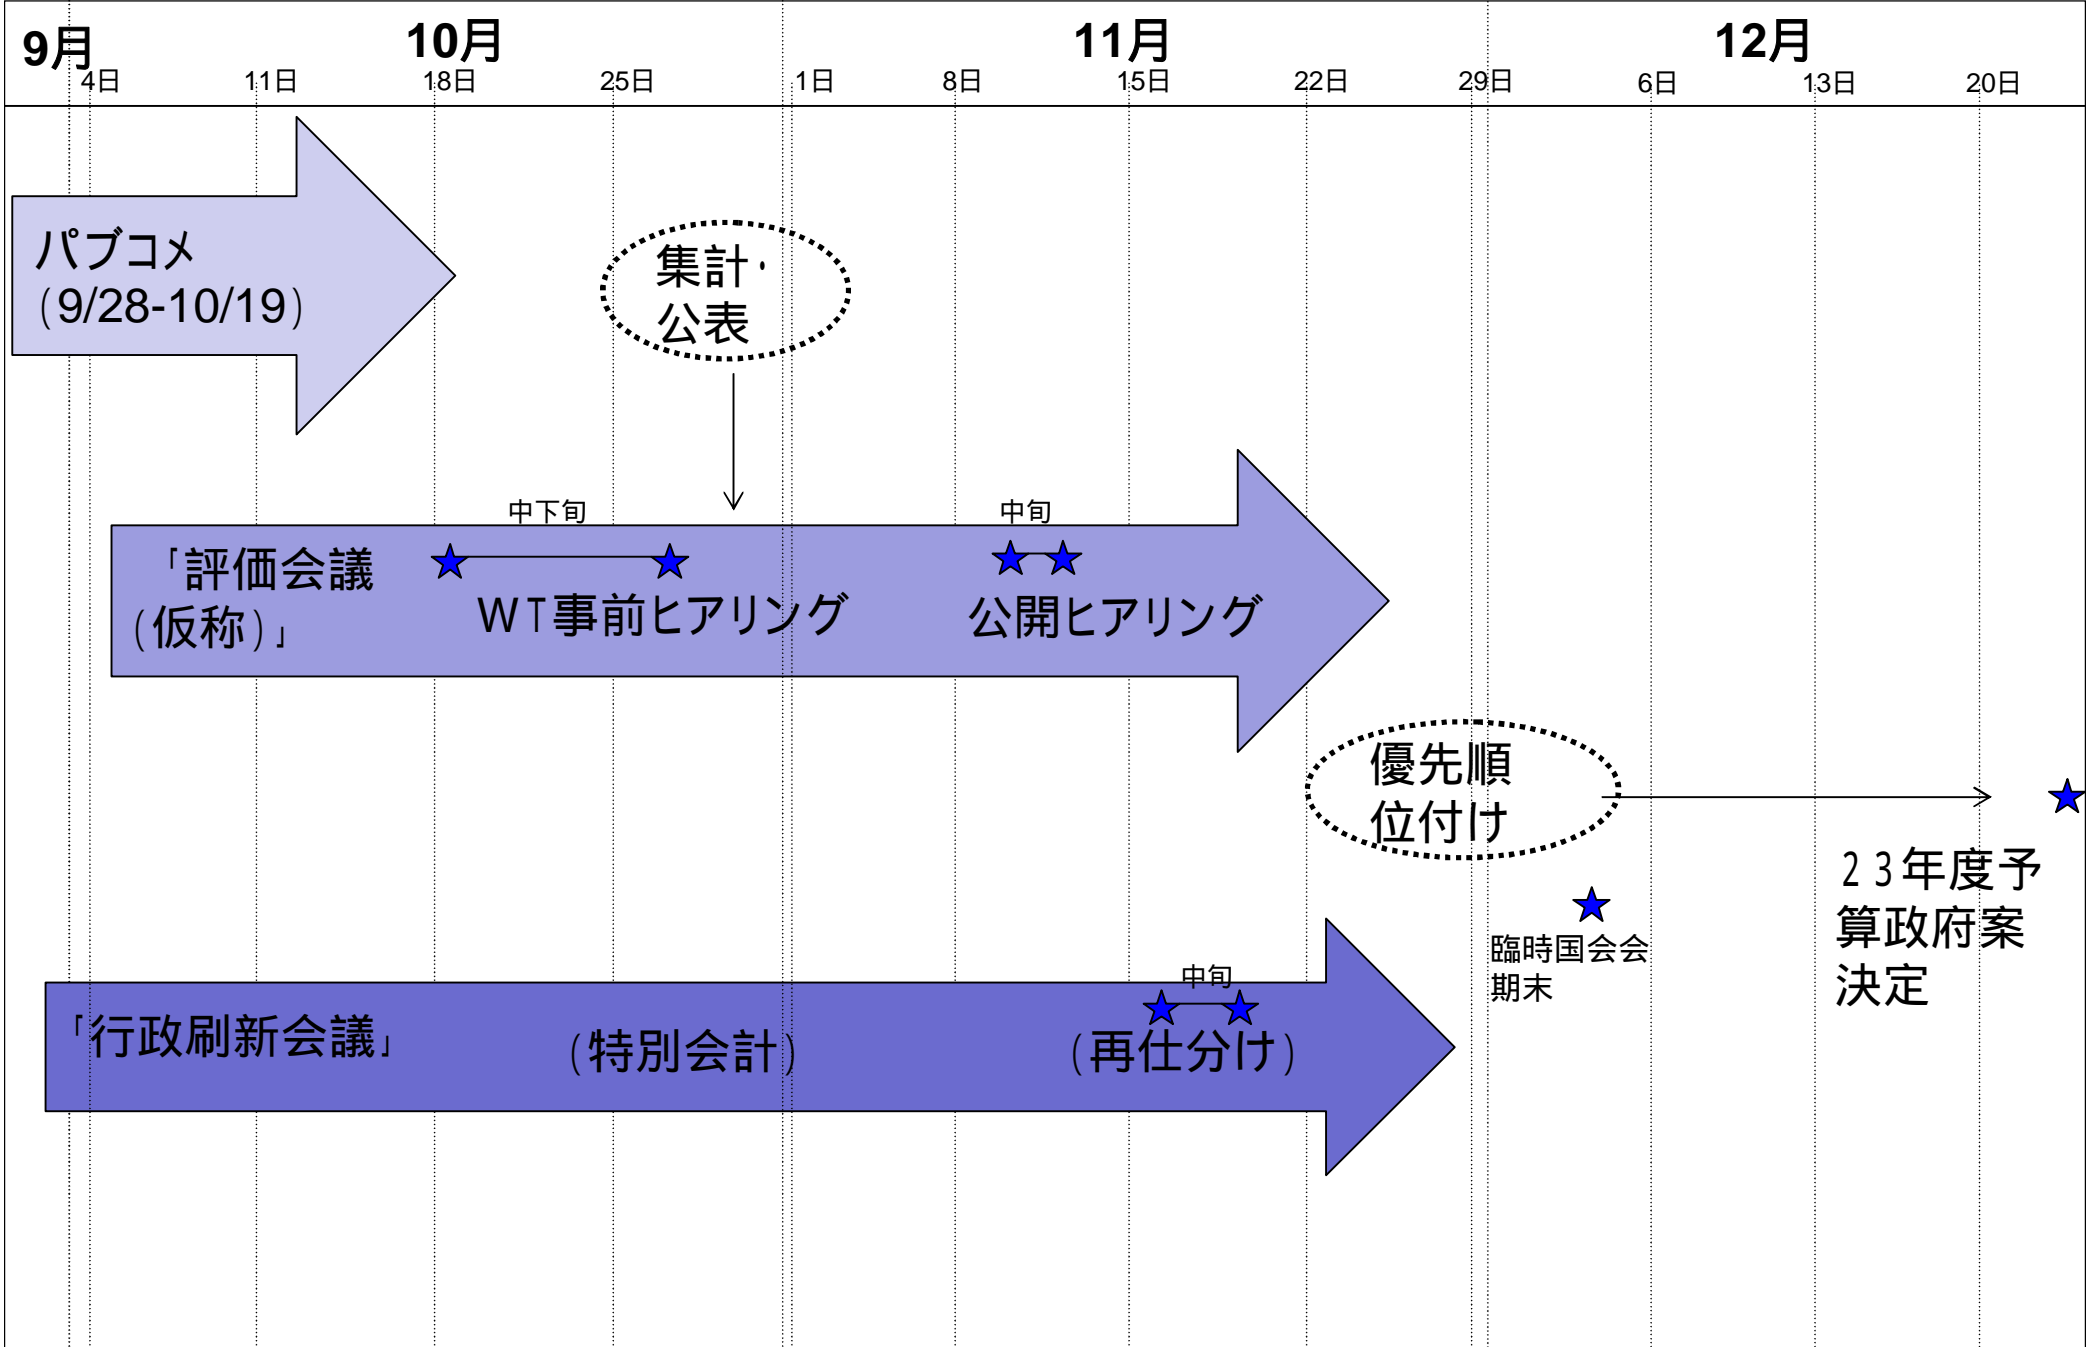 9月
10月
11月
12月
4日
11日
18日
25日
1日
8日
15日
22日
29日
6日
13日
20日
パブコメ
(9/28-10/19)
集計・
公表
中下旬
中旬
「評価会議
(仮称)」
WT事前ヒアリング
公開ヒアリング
優先順
位付け
23年度予
算政府案
決定
臨時国会会
期末
中旬
「行政刷新会議」
(特別会計)
(再仕分け)